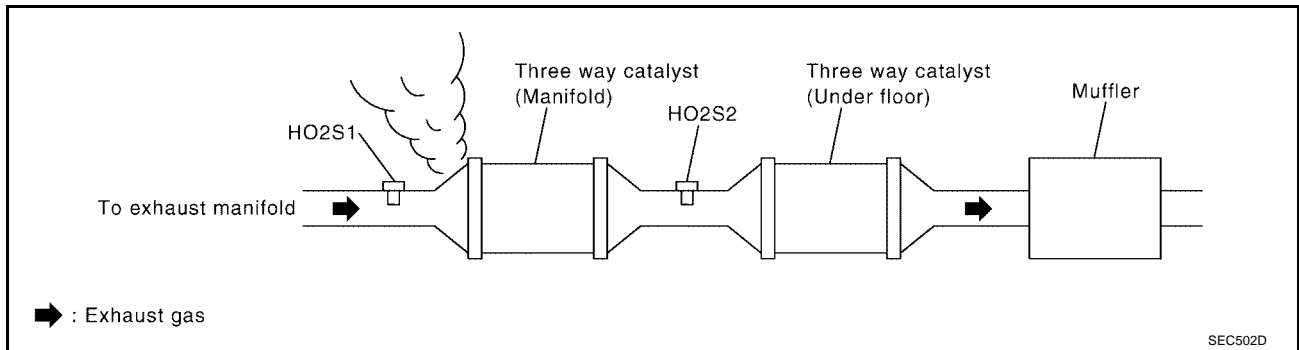 Three way catalyst
(Manifold)
Three way catalyst
(Under floor)
Muffler
HO2S1
HO2S2
To exhaust manifold
: Exhaust gas
SEC502D